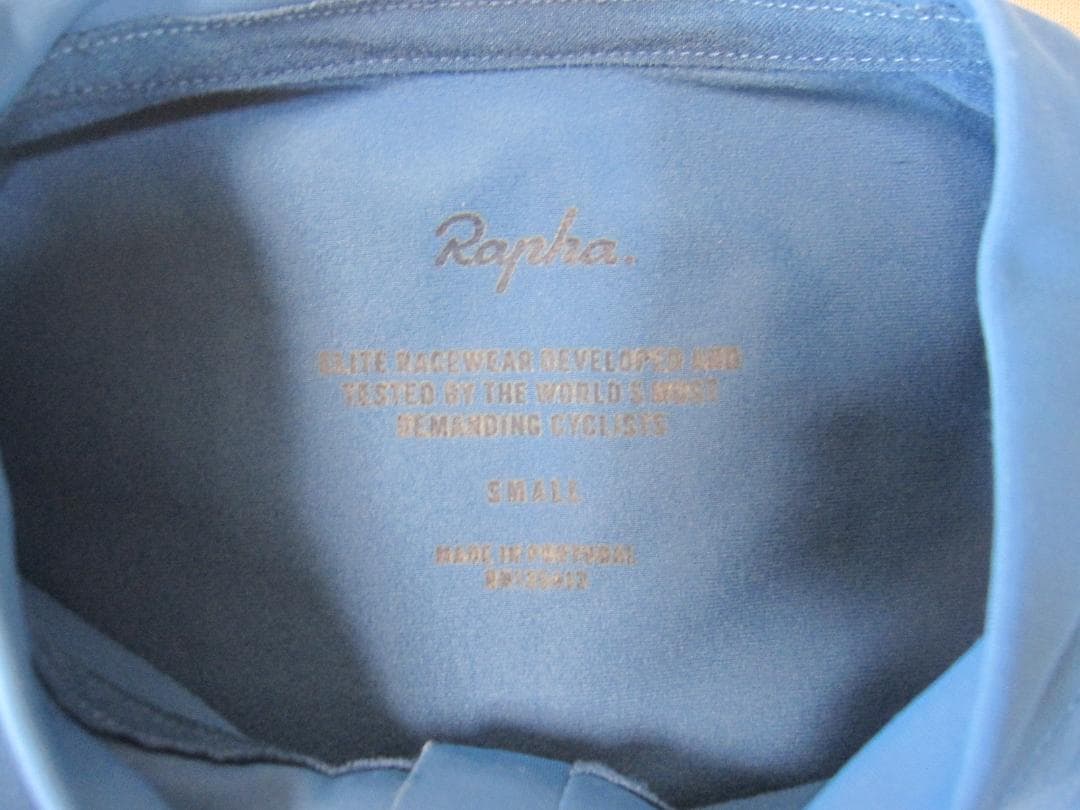 Rapha.
ELITE RACEWEAR DEVELOPED AND
TESTED BY THE WORLD'S MOST
DEMANDING CYCLISTS
SMALL
MADE IN PORTUGAL